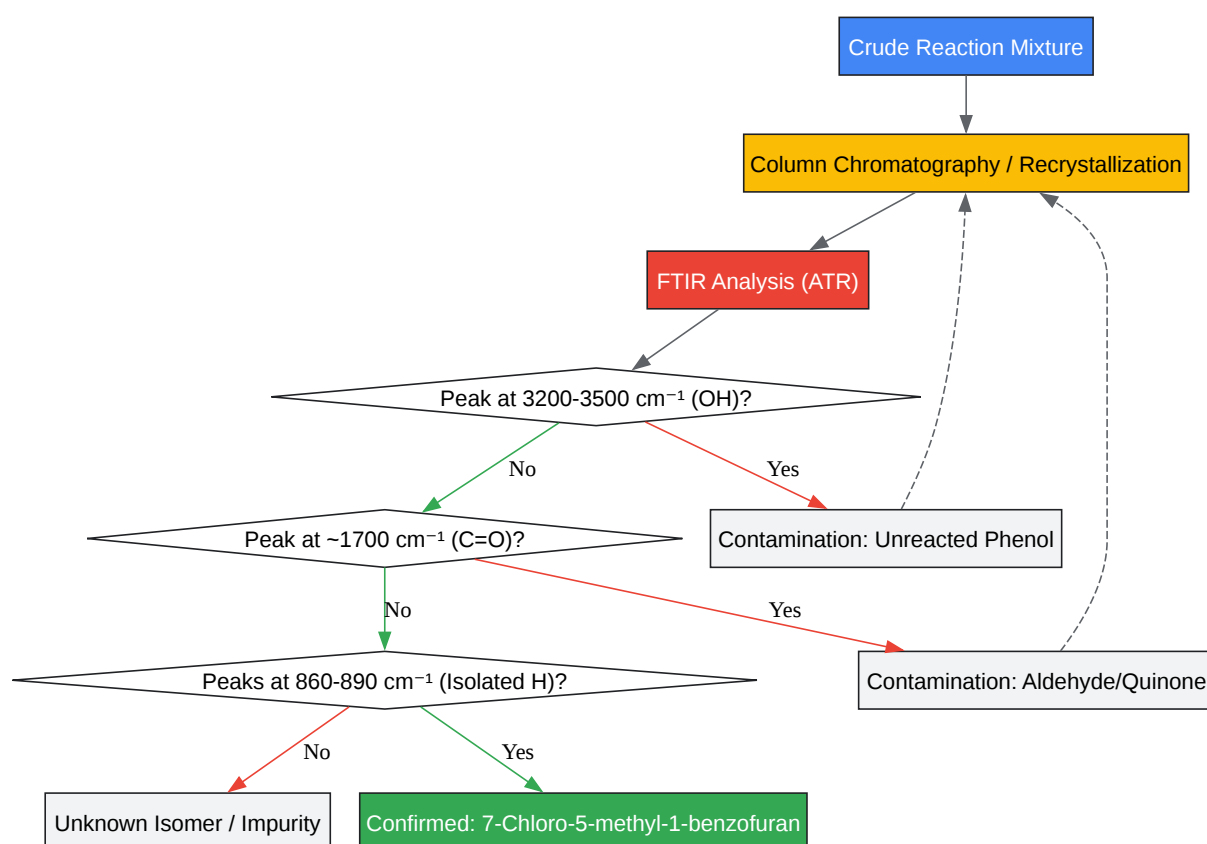 Crude Reaction Mixture
Column Chromatography / Recrystallization
FTIR Analysis (ATR)
Peak at 3200-3500 cm⁻¹ (OH)?
No
Yes
Peak at ~1700 cm⁻¹ (C=O)?
Contamination: Unreacted Phenol
No
Yes
Peaks at 860-890 cm⁻¹ (Isolated H)?
Contamination: Aldehyde/Quinone
No
Yes
Unknown Isomer / Impurity
Confirmed: 7-Chloro-5-methyl-1-benzofuran